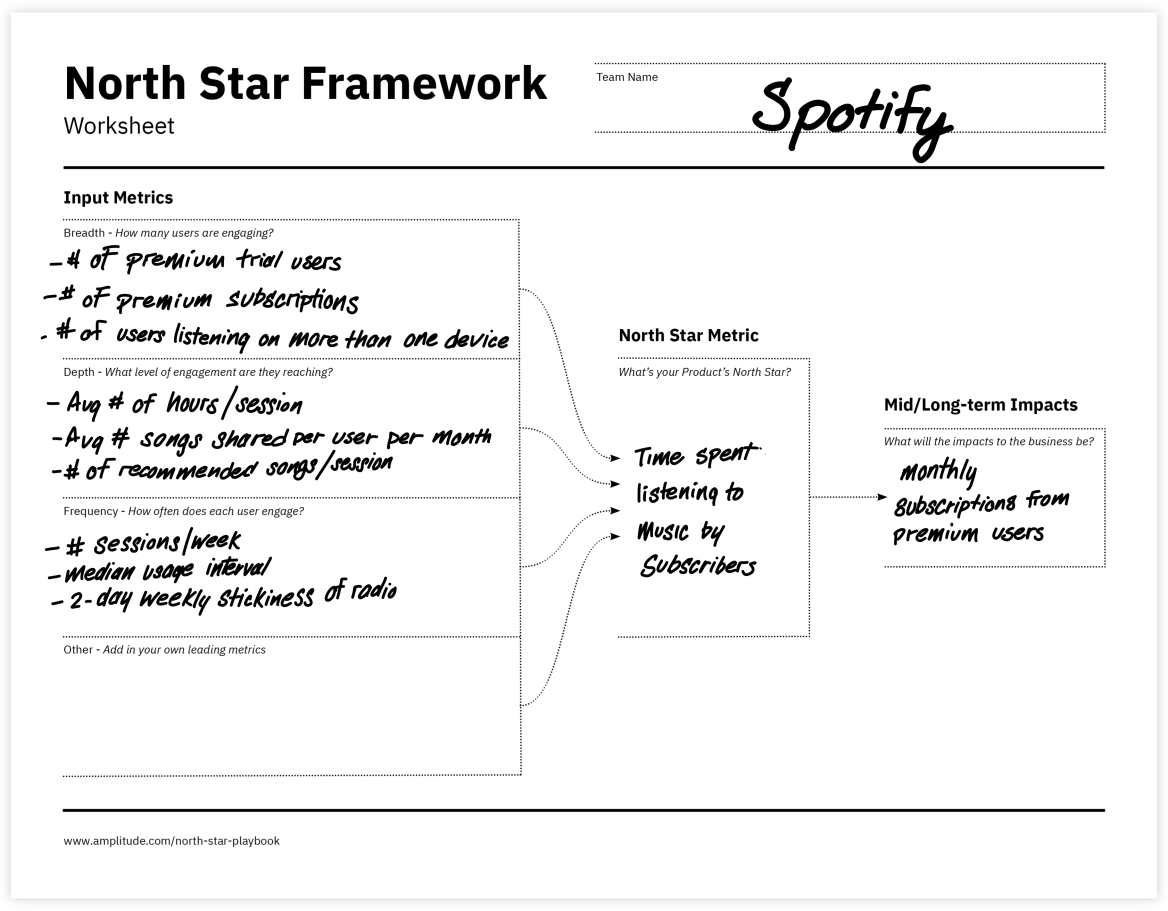 North Star Framework
Worksheet
Team Name
Spotify
Input Metrics
Breadth - How many users are engaging?
- # of premium trial users
- # of premium subscriptions
- # of users listening on more than one device
Depth - What level of engagement are they reaching?
- Avg # of hours/session
- Avg # songs shared per user per month
- # of recommended songs/session
Frequency - How often does each user engage?
- # sessions/week
- median usage interval
- 2-day weekly stickiness of radio
Other - Add in your own leading metrics
North Star Metric
What's your Product's North Star?
Time spent
listening to
Music by
Subscribers
Mid/Long-term Impacts
What will the impacts to the business be?
monthly
subscriptions from
premium users
www.amplitude.com/north-star-playbook